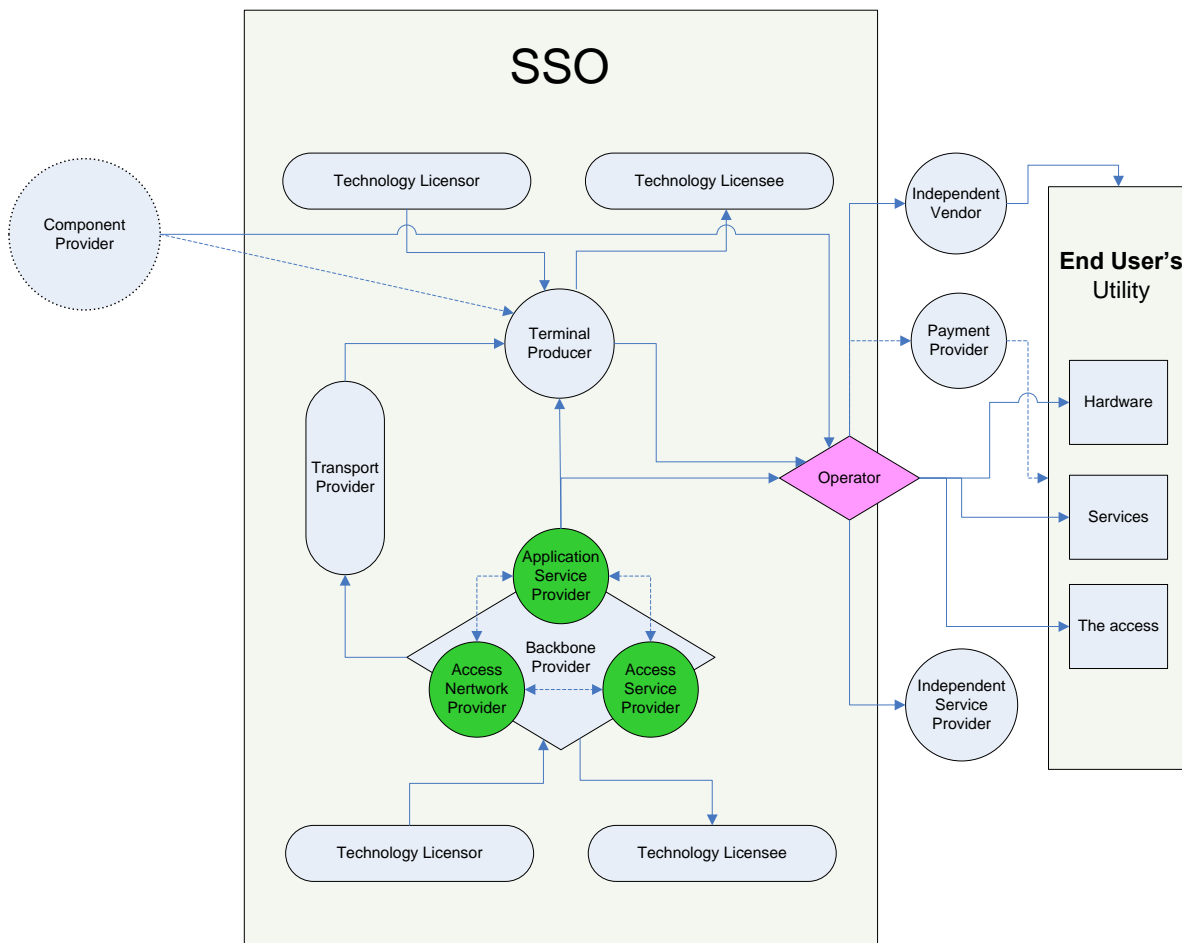 SSO
Technology Licensor
Technology Licensee
Independent
Vendor
Component
Provider
End User's
Utility
Terminal
Producer
Payment
Provider
Hardware
Transport
Provider
Operator
Services
Application
Service
Provider
Backbone
Provider
Access
Nertwork
Provider
Access
Service
Provider
The access
Independent
Service
Provider
Technology Licensor
Technology Licensee